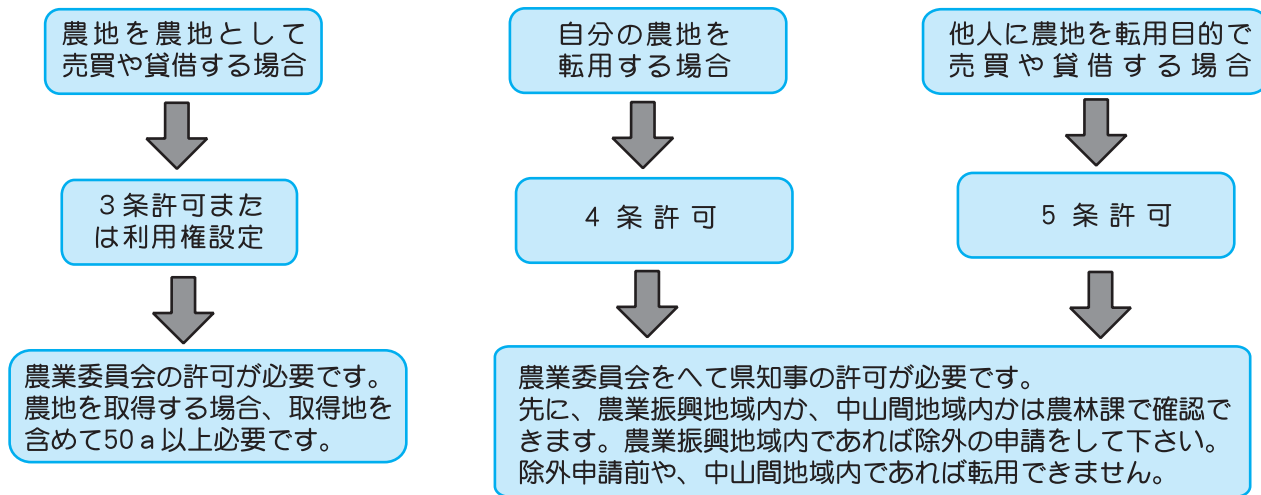 農地を農地として
売買や貸借する場合
3条許可また
は利用権設定
農業委員会の許可が必要です。
農地を取得する場合、取得地を
含めて50a以上必要です。
自分の農地を
転用する場合
4条許可
他人に農地を転用目的で
売買や貸借する場合
5条許可
農業委員会をへて県知事の許可が必要です。
先に、農業振興地域内か、中山間地域内かは農林課で確認で
きます。農業振興地域内であれば除外の申請をして下さい。
除外申請前や、中山間地域内であれば転用できません。